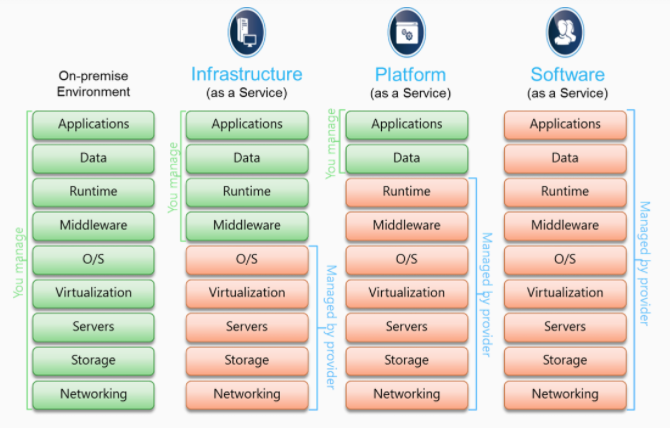 On-premise
Environment
You manage
Applications
Data
Runtime
Middleware
O/S
Virtualization
Servers
Storage
Networking
Infrastructure
(as a Service)
You manage
Applications
Data
Runtime
Middleware
O/S
Virtualization
Servers
Storage
Networking
Managed by provider
Platform
(as a Service)
You manage
Applications
Data
Runtime
Middleware
O/S
Virtualization
Servers
Storage
Networking
Managed by provider
Software
(as a Service)
Applications
Data
Runtime
Middleware
O/S
Virtualization
Servers
Storage
Networking
Managed by provider